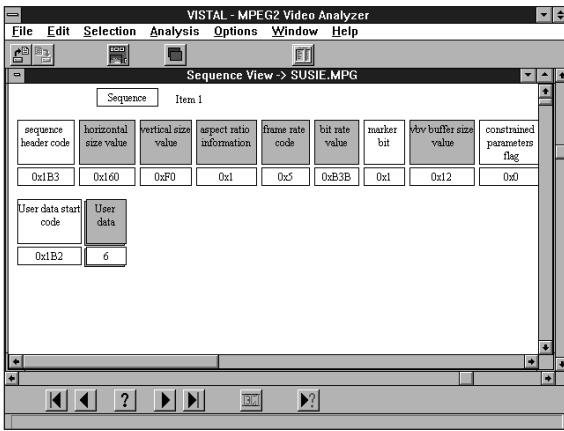 VISTAL - MPEG2 Video Analyzer
File Edit Selection Analysis Options Window Help
Sequence View -> SUSIE.MPG
Sequence Item 1
sequence header code
horizontal size value
vertical size value
aspect ratio information
frame rate code
bit rate value
marker bit
vbv buffer size value
constrained parameters flag
0x1B3 0x160 0xF0 0x1 0x5 0xB3B 0x1 0x12 0x0
User data start code
User data
0x1B2 6
? ?